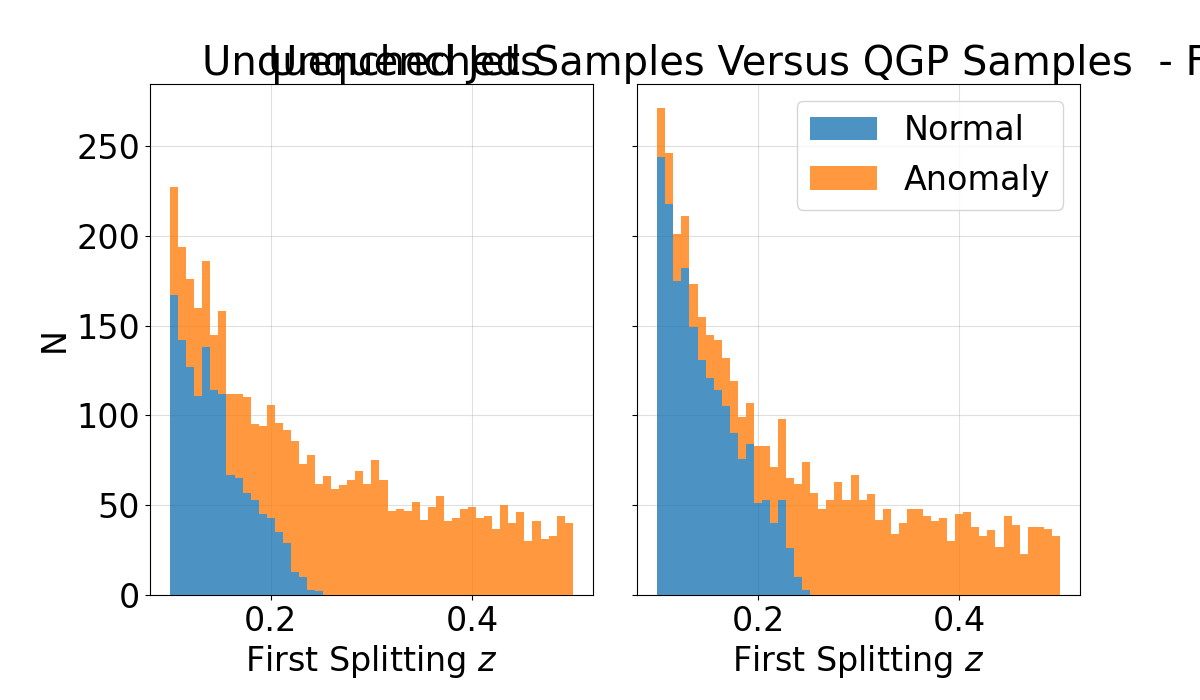 Samples Versus QGP Samples - F
250
200
150
100
50
0
N
Normal
Anomaly
0.2 0.4 0.2 0.4
First Splitting z First Splitting z